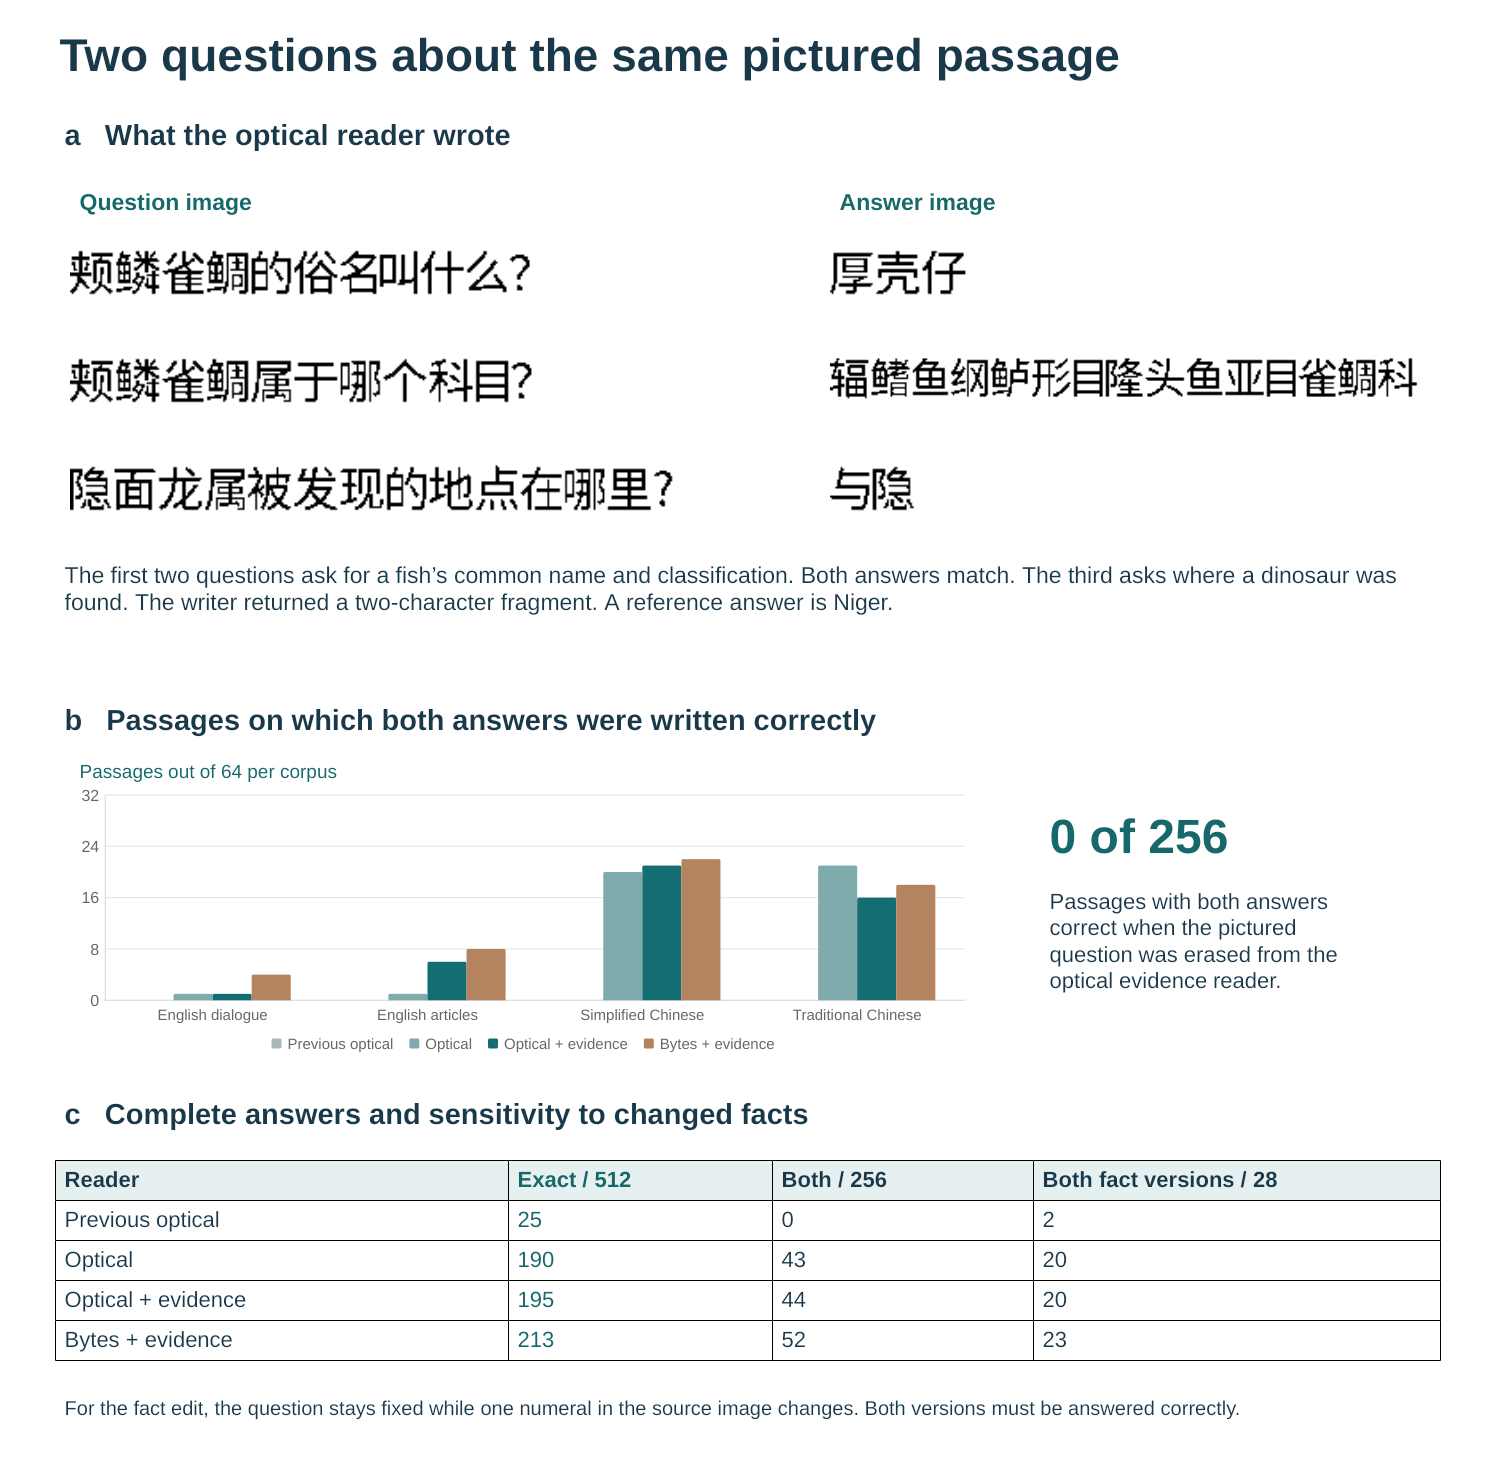 Two questions about the same pictured passage
a What the optical reader wrote
Question image
Answer image
颊鳞雀鲷的俗名叫什么?
厚壳仔
颊鳞雀鲷属于哪个科目?
辐鳍鱼纲鲈形目隆头鱼亚目雀鲷科
隐面龙属被发现的地点在哪里?
与隐
The first two questions ask for a fish’s common name and classification. Both answers match. The third asks where a dinosaur was
found. The writer returned a two-character fragment. A reference answer is Niger.
b Passages on which both answers were written correctly
Passages out of 64 per corpus
32
24
16
8
0
English dialogue
English articles
Simplified Chinese
Traditional Chinese
Previous optical
Optical
Optical + evidence
Bytes + evidence
0 of 256
Passages with both answers
correct when the pictured
question was erased from the
optical evidence reader.
c Complete answers and sensitivity to changed facts
Reader Exact / 512 Both / 256 Both fact versions / 28
Previous optical 25 0 2
Optical 190 43 20
Optical + evidence 195 44 20
Bytes + evidence 213 52 23
For the fact edit, the question stays fixed while one numeral in the source image changes. Both versions must be answered correctly.